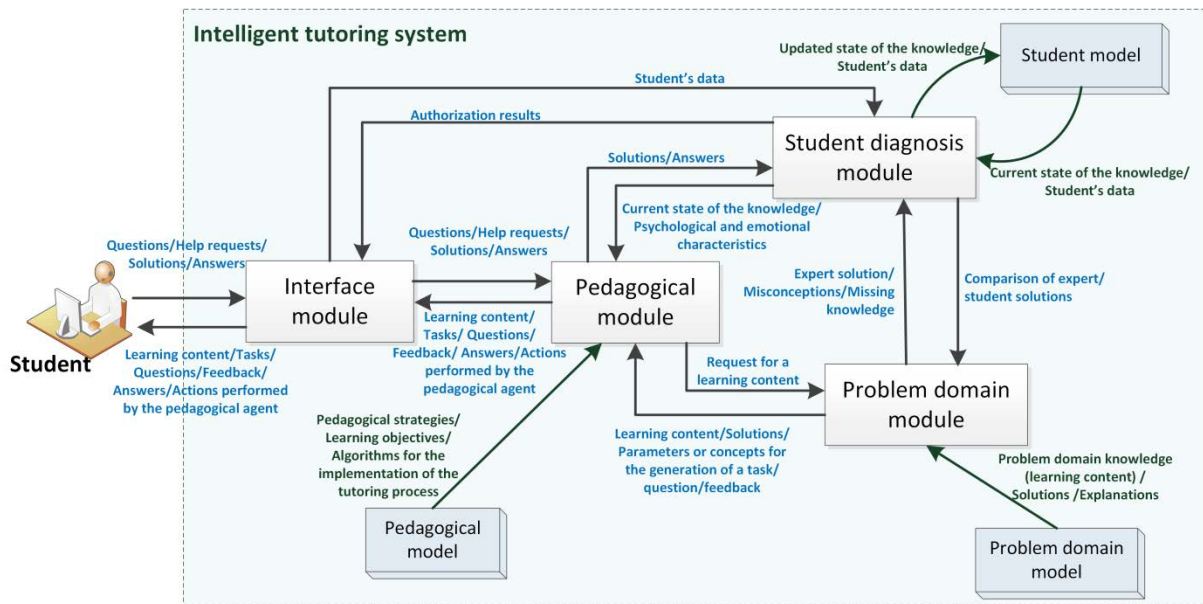 Intelligent tutoring system
Updated state of the knowledge/
Student's data
Student model
Student's data
Authorization results
Student diagnosis
module
Solutions/Answers
Current state of the knowledge/
Student's data
Current state of the knowledge/
Psychological and emotional
characteristics
Questions/Help requests/
Solutions/Answers
Questions/Help requests/
Solutions/Answers
Interface
module
Pedagogical
module
Expert solution/
Misconceptions/Missing
knowledge
Comparison of expert/
student solutions
Student
Learning content/Tasks/
Questions/Feedback/
Answers/Actions performed
by the pedagogical agent
Learning content/
Tasks/ Questions/
Feedback/ Answers/Actions
performed by the
pedagogical agent
Request for a
learning content
Problem domain
module
Pedagogical strategies/
Learning objectives/
Algorithms for the
implementation of the
tutoring process
Learning content/Solutions/
Parameters or concepts for
the generation of a task/
question/feedback
Problem domain knowledge
(learning content) /
Solutions /Explanations
Pedagogical
model
Problem domain
model